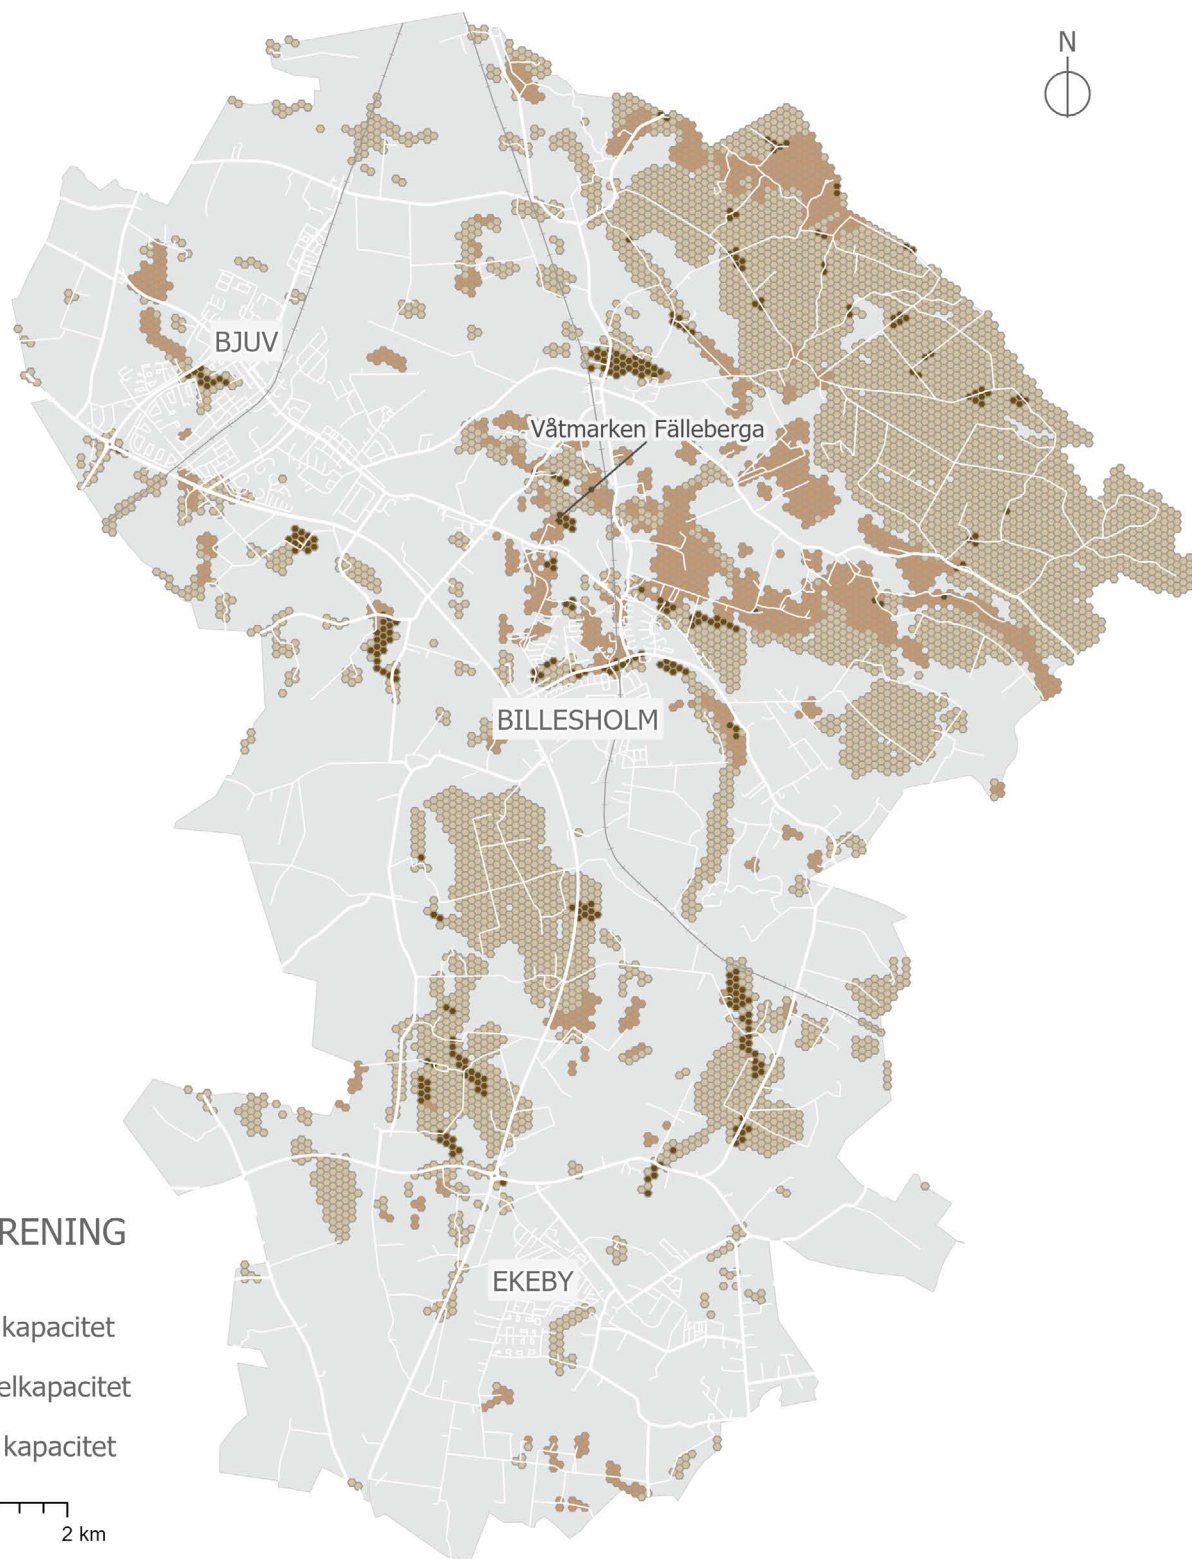 N
BJUV
Våtmarken Fälleberga
BILLESHOLM
RENING
EKEBY
kapacitet
elkapacitet
kapacitet
2 km